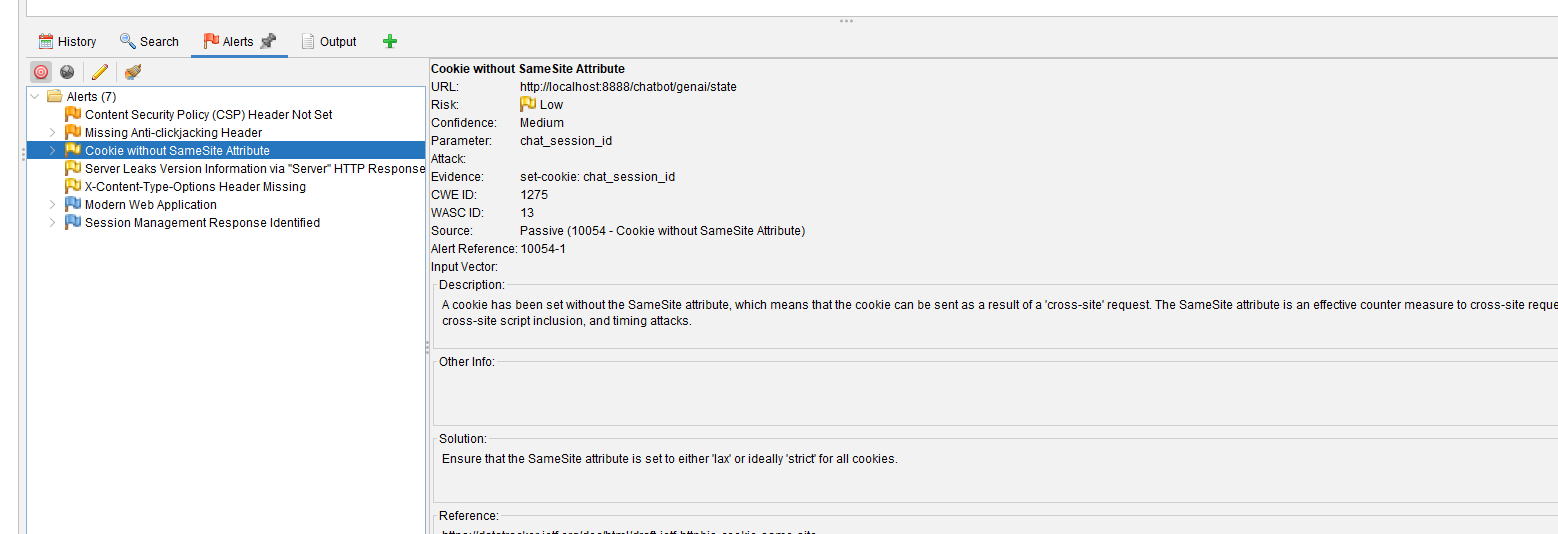 History Search Alerts Output
Alerts (7)
Content Security Policy (CSP) Header Not Set
Missing Anti-clickjacking Header
Cookie without SameSite Attribute
Server Leaks Version Information via "Server" HTTP Response
X-Content-Type-Options Header Missing
Modern Web Application
Session Management Response Identified
Cookie without SameSite Attribute
URL: http://localhost:8888/chatbot/genai/state
Risk: Low
Confidence: Medium
Parameter: chat_session_id
Attack:
Evidence: set-cookie: chat_session_id
CWE ID: 1275
WASC ID: 13
Source: Passive (10054 - Cookie without SameSite Attribute)
Alert Reference: 10054-1
Input Vector:
Description:
A cookie has been set without the SameSite attribute, which means that the cookie can be sent as a result of a 'cross-site' request. The SameSite attribute is an effective counter measure to cross-site
cross-site script inclusion, and timing attacks.
Other Info:
Solution:
Ensure that the SameSite attribute is set to either 'lax' or ideally 'strict' for all cookies.
Reference: